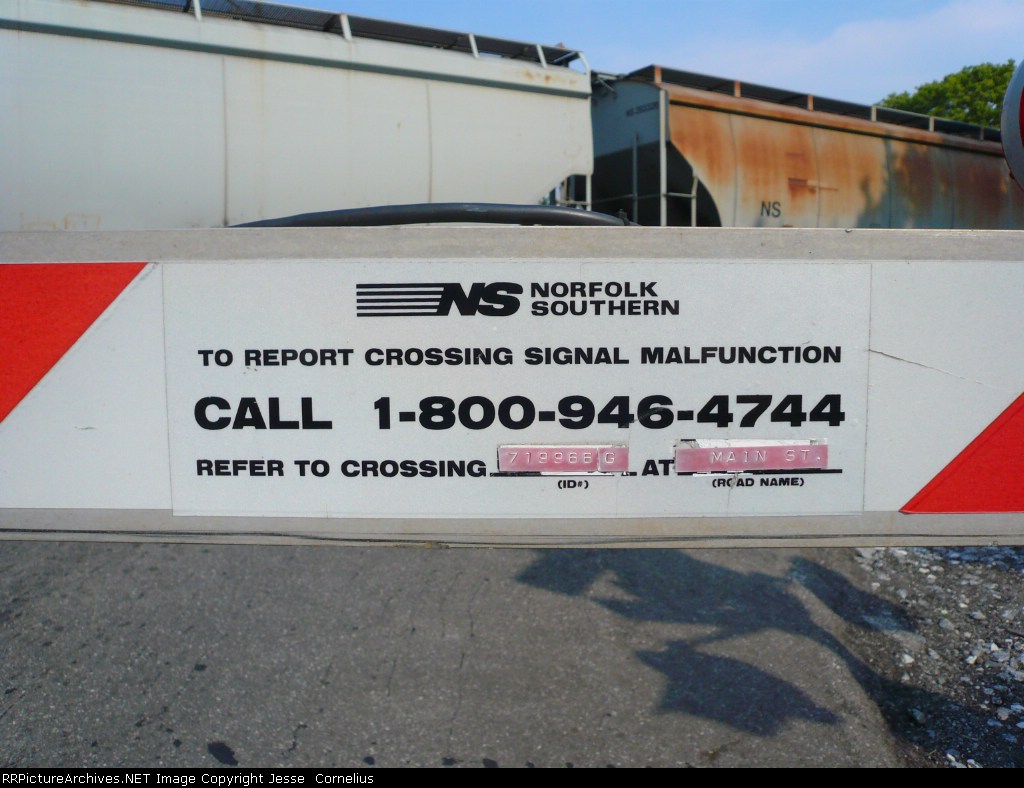 NS
NS NORFOLK
SOUTHERN
TO REPORT CROSSING SIGNAL MALFUNCTION
CALL 1-800-946-4744
REFER TO CROSSING 719966 G AT MAIN ST.
(ID#) (ROAD NAME)
RRPictureArchives.NET Image Copyright Jesse Cornelius